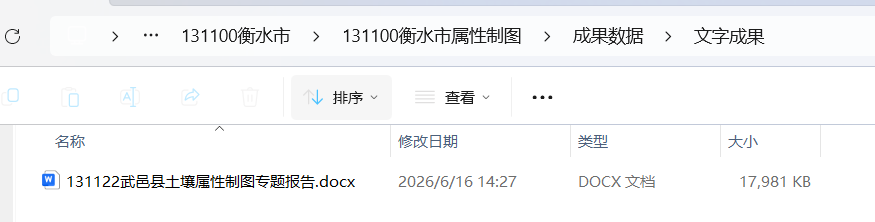 131100衡水市 131100衡水市属性制图 成果数据 文字成果
排序 查看
名称 修改日期 类型 大小
131122武邑县土壤属性制图专题报告.docx 2026/6/16 14:27 DOCX 文档 17,981 KB